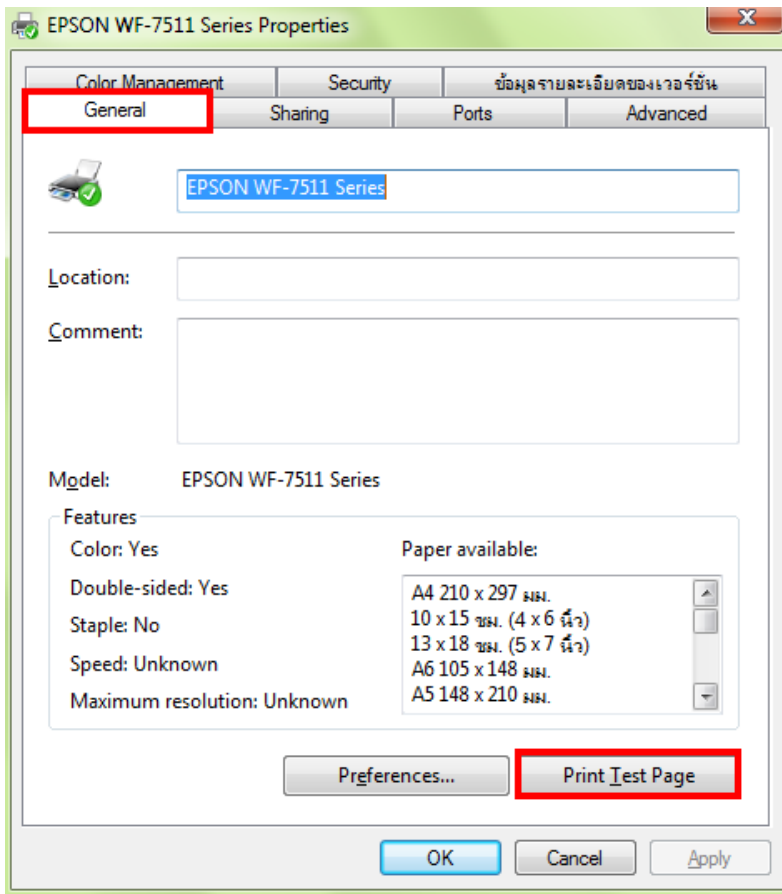 EPSON WF-7511 Series Properties
x
Color Management Security ข้อมูลรายละเอียดของเวอร์ชั่น
General Sharing Ports Advanced
EPSON WF-7511 Series
Location:
Comment:
Model: EPSON WF-7511 Series
Features
Color: Yes
Double-sided: Yes
Staple: No
Speed: Unknown
Maximum resolution: Unknown
Paper available:
A4 210 x 297 มม.
10 x 15 ซม. (4 x 6 นิ้ว)
13 x 18 ซม. (5 x 7 นิ้ว)
A6 105 x 148 มม.
A5 148 x 210 มม.
Preferences... Print Test Page
OK Cancel Apply